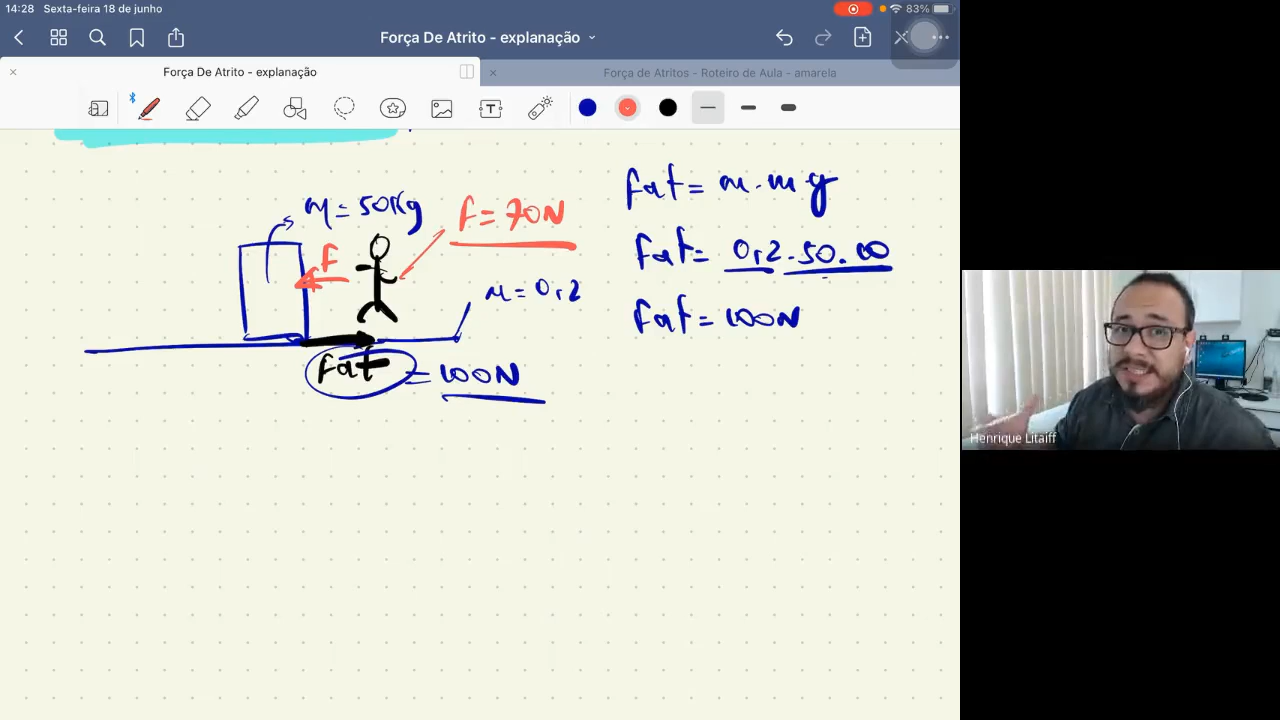 14:28 Sexta-feira 18 de junho
83%
Força De Atrito - explanação
Força De Atrito - explanação
Força de Atritos - Roteiro de Aula - amarela
m = 50Kg
F = 70N
F
μ = 0,2
Fat = 100N
Fat = μ . m g
Fat = 0,2 . 50 . 10
Fat = 100N
Henrique Litaiff